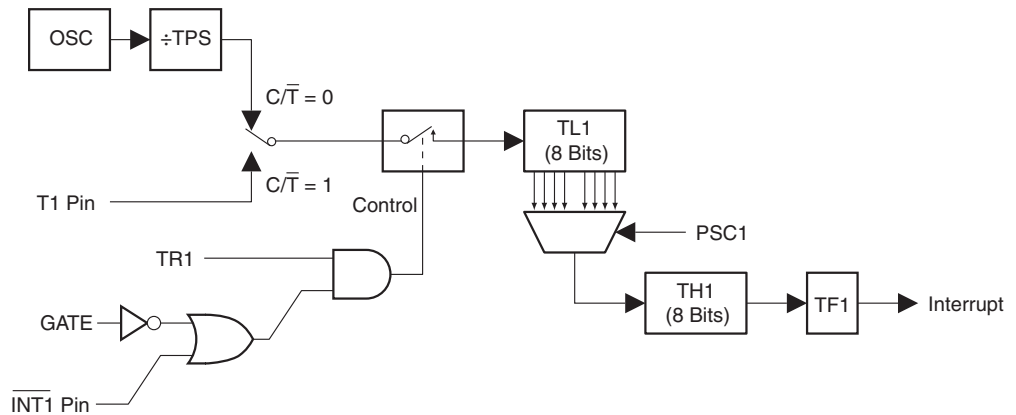 OSC
÷TPS
C/T̅ = 0
C/T̅ = 1
T1 Pin
Control
TL1
(8 Bits)
PSC1
TR1
GATE
I̅N̅T̅1̅ Pin
TH1
(8 Bits)
TF1
Interrupt